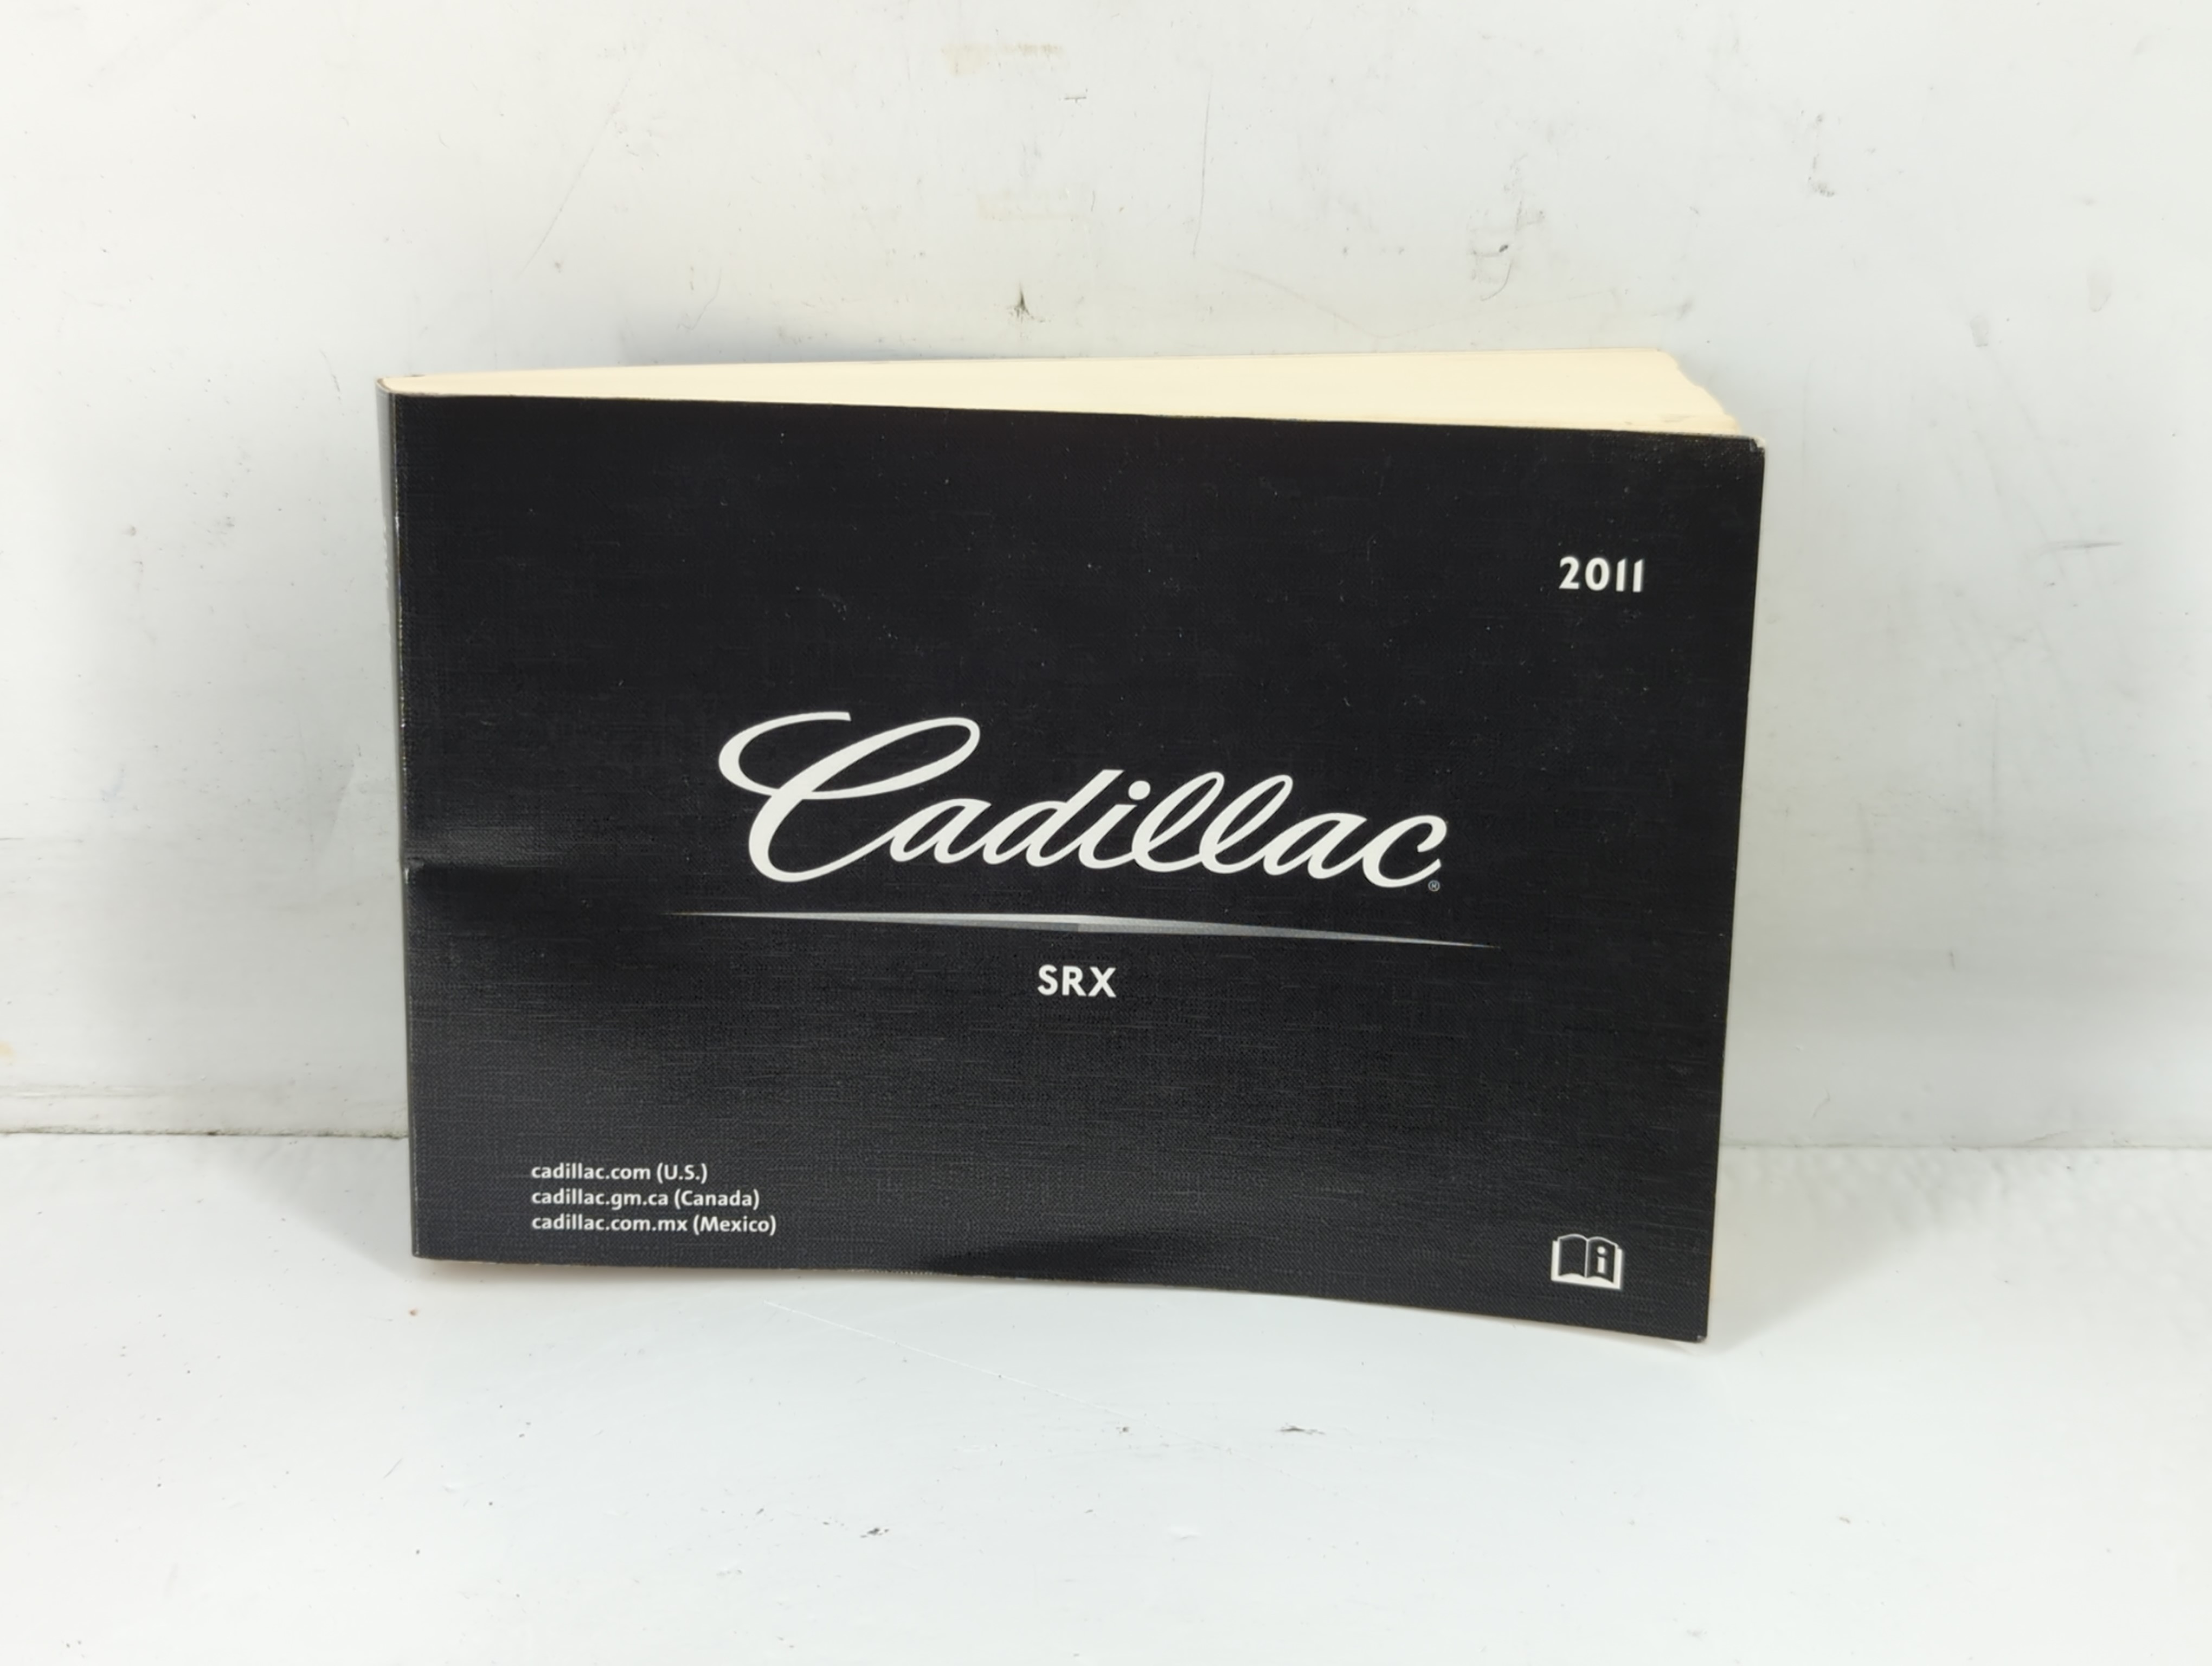 2011
Cadillac®
SRX
cadillac.com (U.S.)
cadillac.gm.ca (Canada)
cadillac.com.mx (Mexico)
i